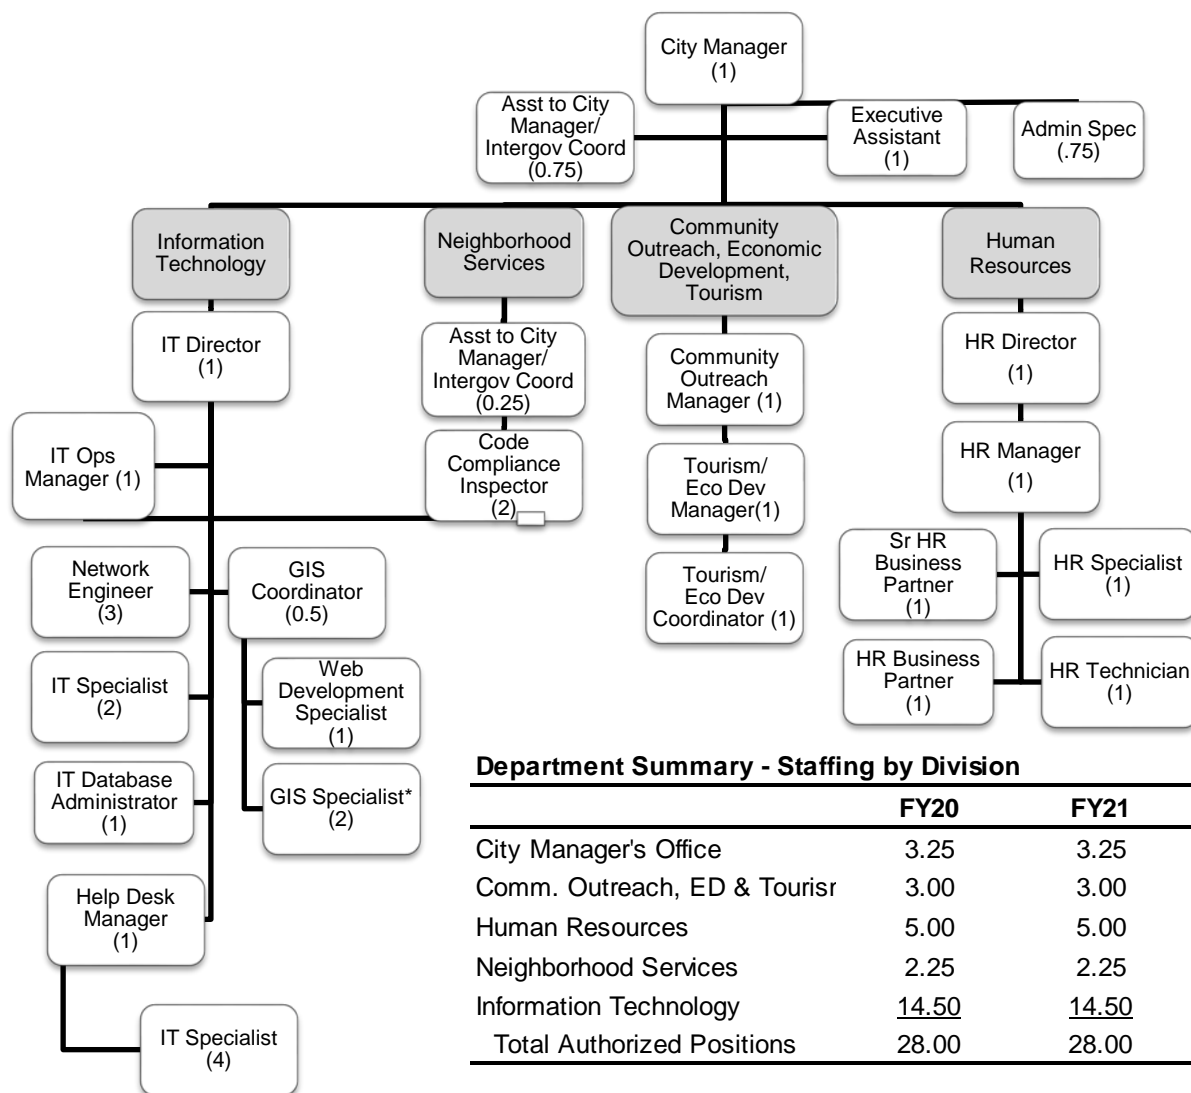 City Manager
(1)
Asst to City
Manager/
Intergov Coord
(0.75)
Executive
Assistant
(1)
Admin Spec
(.75)
Information
Technology
Neighborhood
Services
Community
Outreach, Economic
Development,
Tourism
Human
Resources
IT Director
(1)
Asst to City
Manager/
Intergov Coord
(0.25)
Community
Outreach
Manager (1)
HR Director
(1)
IT Ops
Manager (1)
Code
Compliance
Inspector
(2)
Tourism/
Eco Dev
Manager(1)
HR Manager
(1)
Network
Engineer
(3)
GIS
Coordinator
(0.5)
Tourism/
Eco Dev
Coordinator (1)
Sr HR
Business
Partner
(1)
HR Specialist
(1)
IT Specialist
(2)
Web
Development
Specialist
(1)
HR Business
Partner
(1)
HR Technician
(1)
IT Database
Administrator
(1)
GIS Specialist*
(2)
Help Desk
Manager
(1)
IT Specialist
(4)
Department Summary - Staffing by Division
FY20 FY21
City Manager's Office 3.25 3.25
Comm. Outreach, ED & Tourisr 3.00 3.00
Human Resources 5.00 5.00
Neighborhood Services 2.25 2.25
Information Technology 14.50 14.50
Total Authorized Positions 28.00 28.00